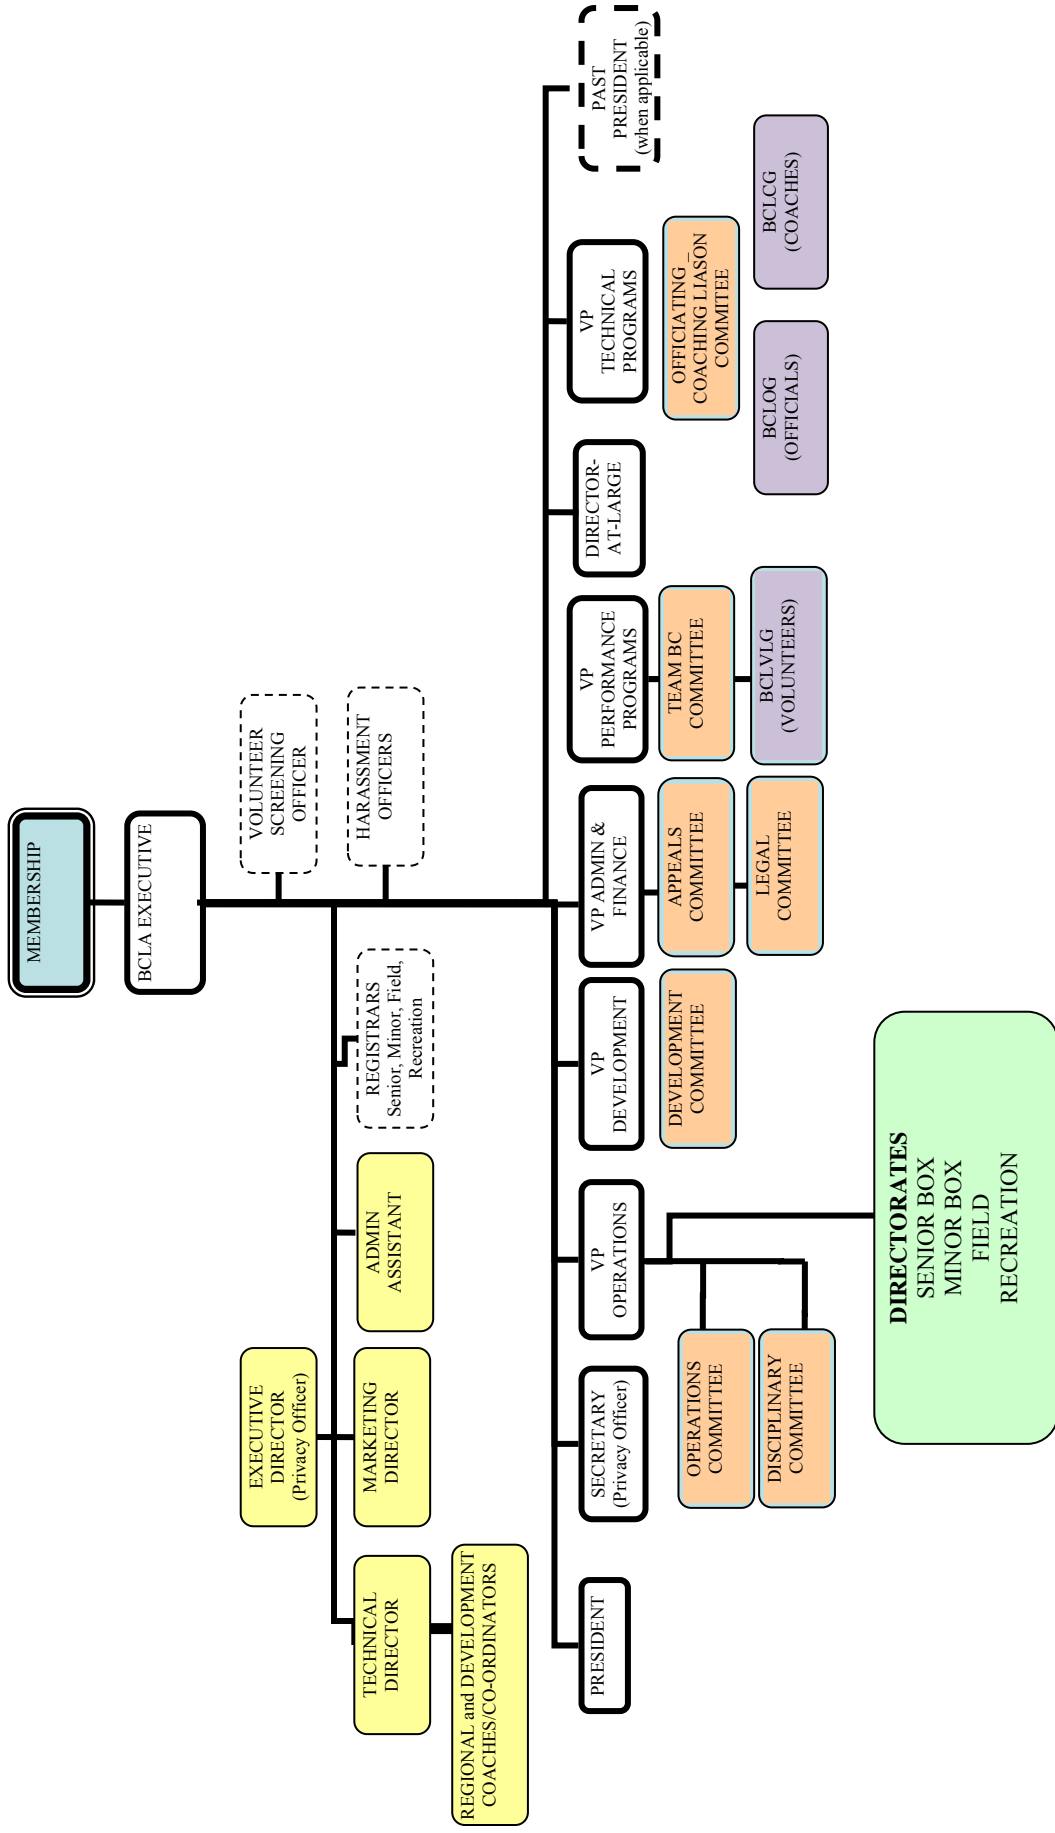 MEMBERSHIP
BCLA EXECUTIVE
VOLUNTEER
SCREENING
OFFICER
HARASSMENT
OFFICERS
EXECUTIVE
DIRECTOR
(Privacy Officer)
TECHNICAL
DIRECTOR
MARKETING
DIRECTOR
ADMIN
ASSISTANT
REGISTRARS
Senior, Minor, Field,
Recreation
REGIONAL and DEVELOPMENT
COACHES/CO-ORDINATORS
PRESIDENT
SECRETARY
(Privacy Officer)
VP
OPERATIONS
VP
DEVELOPMENT
VP ADMIN &
FINANCE
VP
PERFORMANCE
PROGRAMS
DIRECTOR-
AT-LARGE
VP
TECHNICAL
PROGRAMS
PAST
PRESIDENT
(when applicable)
OPERATIONS
COMMITTEE
DISCIPLINARY
COMMITTEE
DEVELOPMENT
COMMITTEE
APPEALS
COMMITTEE
LEGAL
COMMITTEE
TEAM BC
COMMITTEE
BCLVLG
(VOLUNTEERS)
OFFICIATING_
COACHING LIASON
COMMITEE
BCLOG
(OFFICIALS)
BCLCG
(COACHES)
DIRECTORATES
SENIOR BOX
MINOR BOX
FIELD
RECREATION